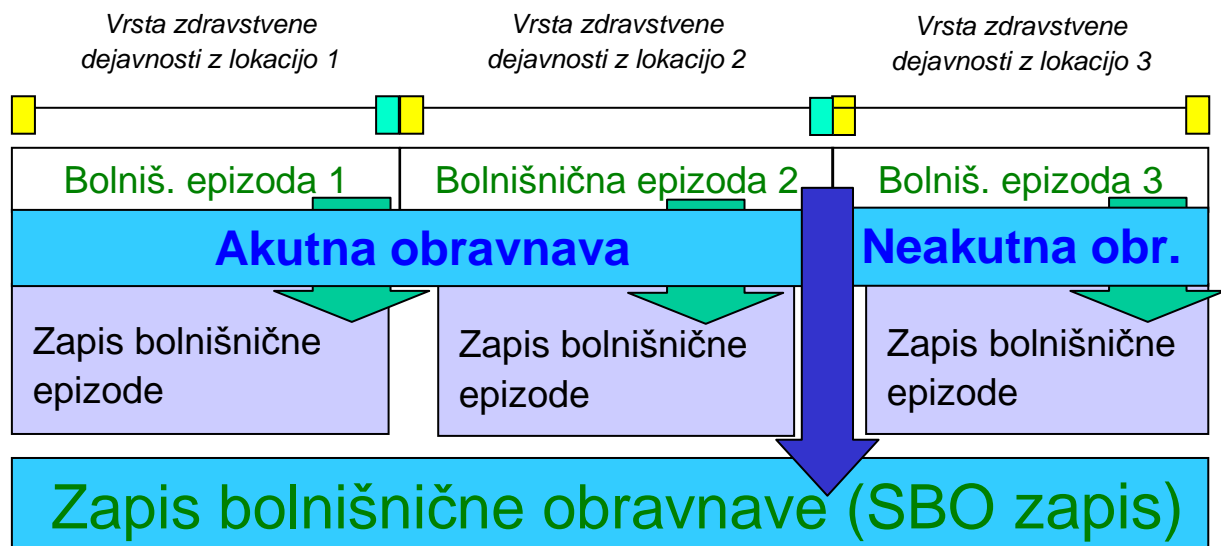 Vrsta zdravstvene
dejavnosti z lokacijo 1
Vrsta zdravstvene
dejavnosti z lokacijo 2
Vrsta zdravstvene
dejavnosti z lokacijo 3
Bolniš. epizoda 1
Bolnišnična epizoda 2
Bolniš. epizoda 3
Akutna obravnava
Neakutna obr.
Zapis bolnišnične
epizode
Zapis bolnišnične
epizode
Zapis bolnišnične
epizode
Zapis bolnišnične obravnave (SBO zapis)